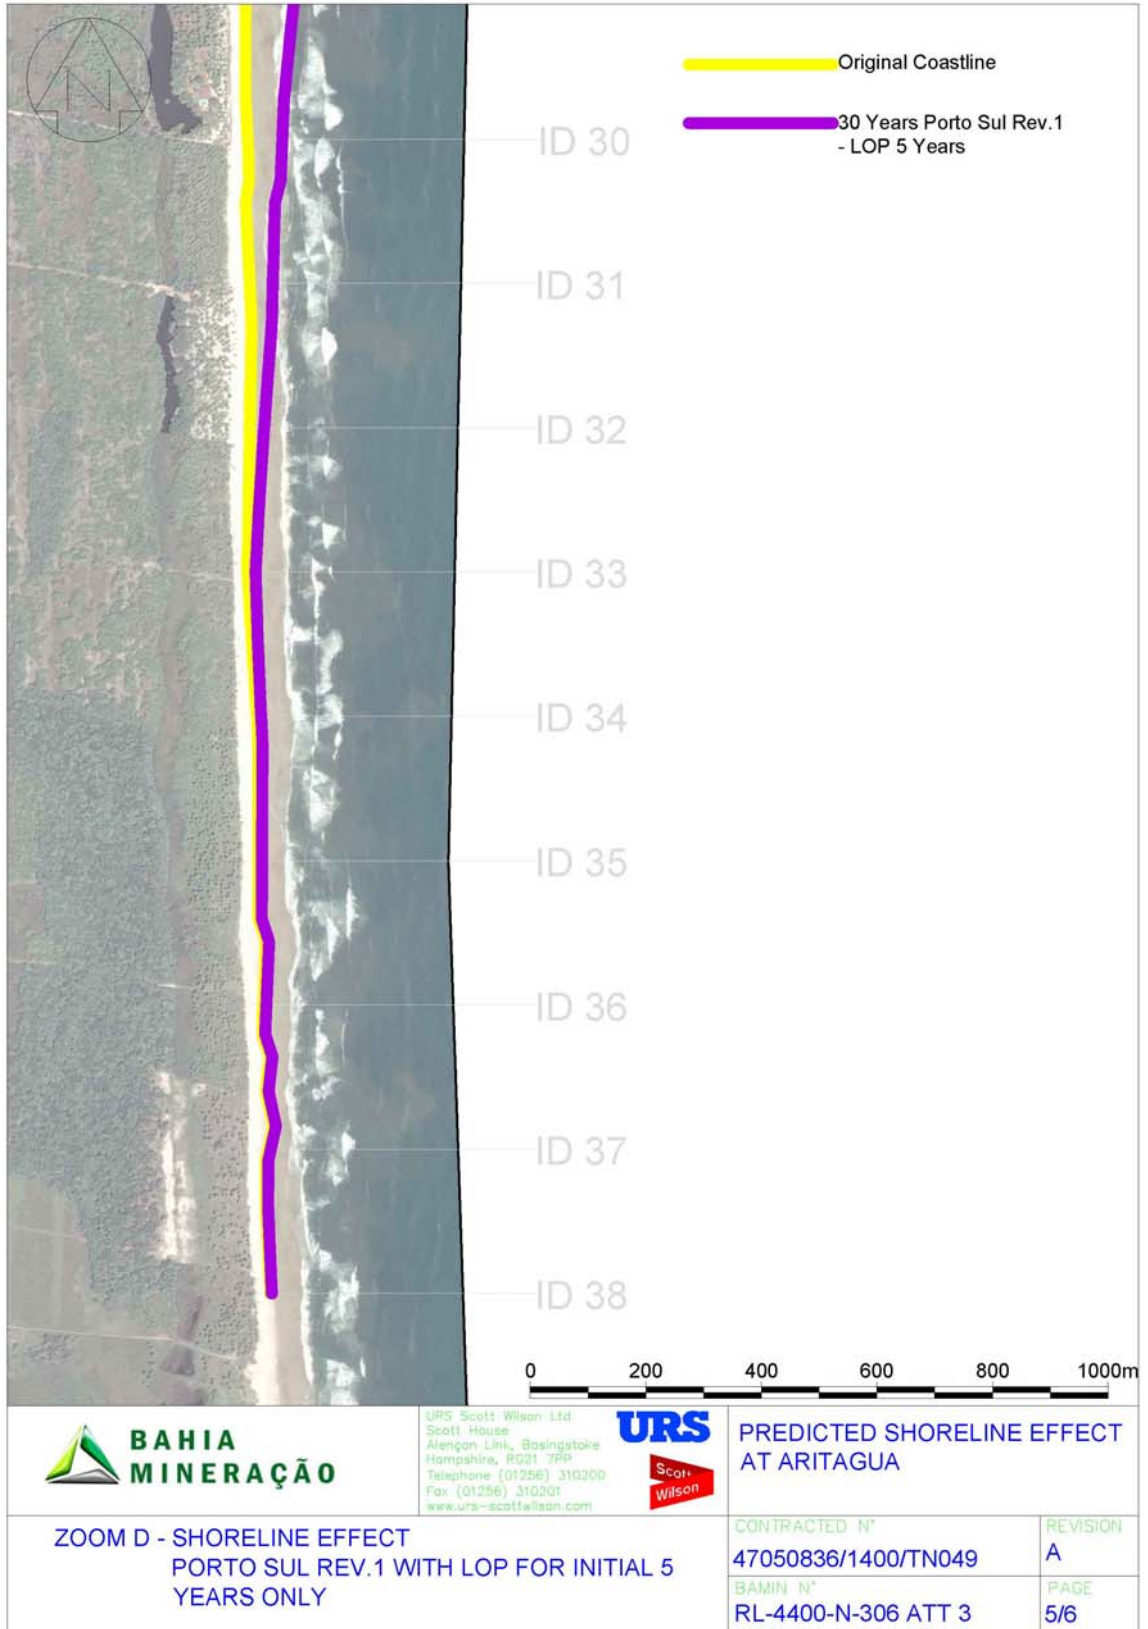 N
Original Coastline
30 Years Porto Sul Rev.1
- LOP 5 Years
ID 30
ID 31
ID 32
ID 33
ID 34
ID 35
ID 36
ID 37
ID 38
0 200 400 600 800 1000m
BAHIA
MINERAÇÃO
URS Scott Wilson Ltd
Scott House
Alençon Link, Basingstoke
Hampshire, RG21 7PP
Telephone (01256) 310200
Fax (01256) 310201
www.urs-scottwilson.com
URS
Scott
Wilson
PREDICTED SHORELINE EFFECT
AT ARITAGUA
ZOOM D - SHORELINE EFFECT
PORTO SUL REV.1 WITH LOP FOR INITIAL 5
YEARS ONLY
CONTRACTED N°
47050836/1400/TN049
REVISION
A
BAMIN N°
RL-4400-N-306 ATT 3
PAGE
5/6